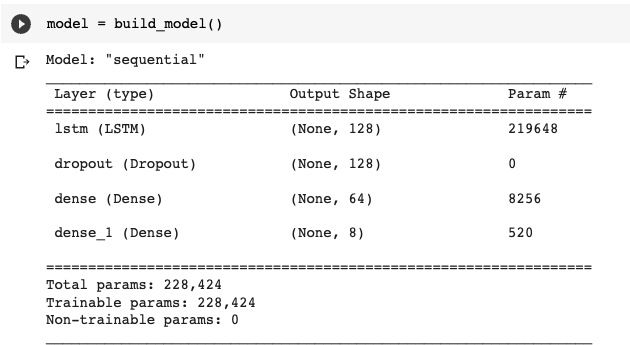 model = build_model()
Model: "sequential"
Layer (type) Output Shape Param #
=================================================================
lstm (LSTM) (None, 128) 219648
dropout (Dropout) (None, 128) 0
dense (Dense) (None, 64) 8256
dense_1 (Dense) (None, 8) 520
=================================================================
Total params: 228,424
Trainable params: 228,424
Non-trainable params: 0